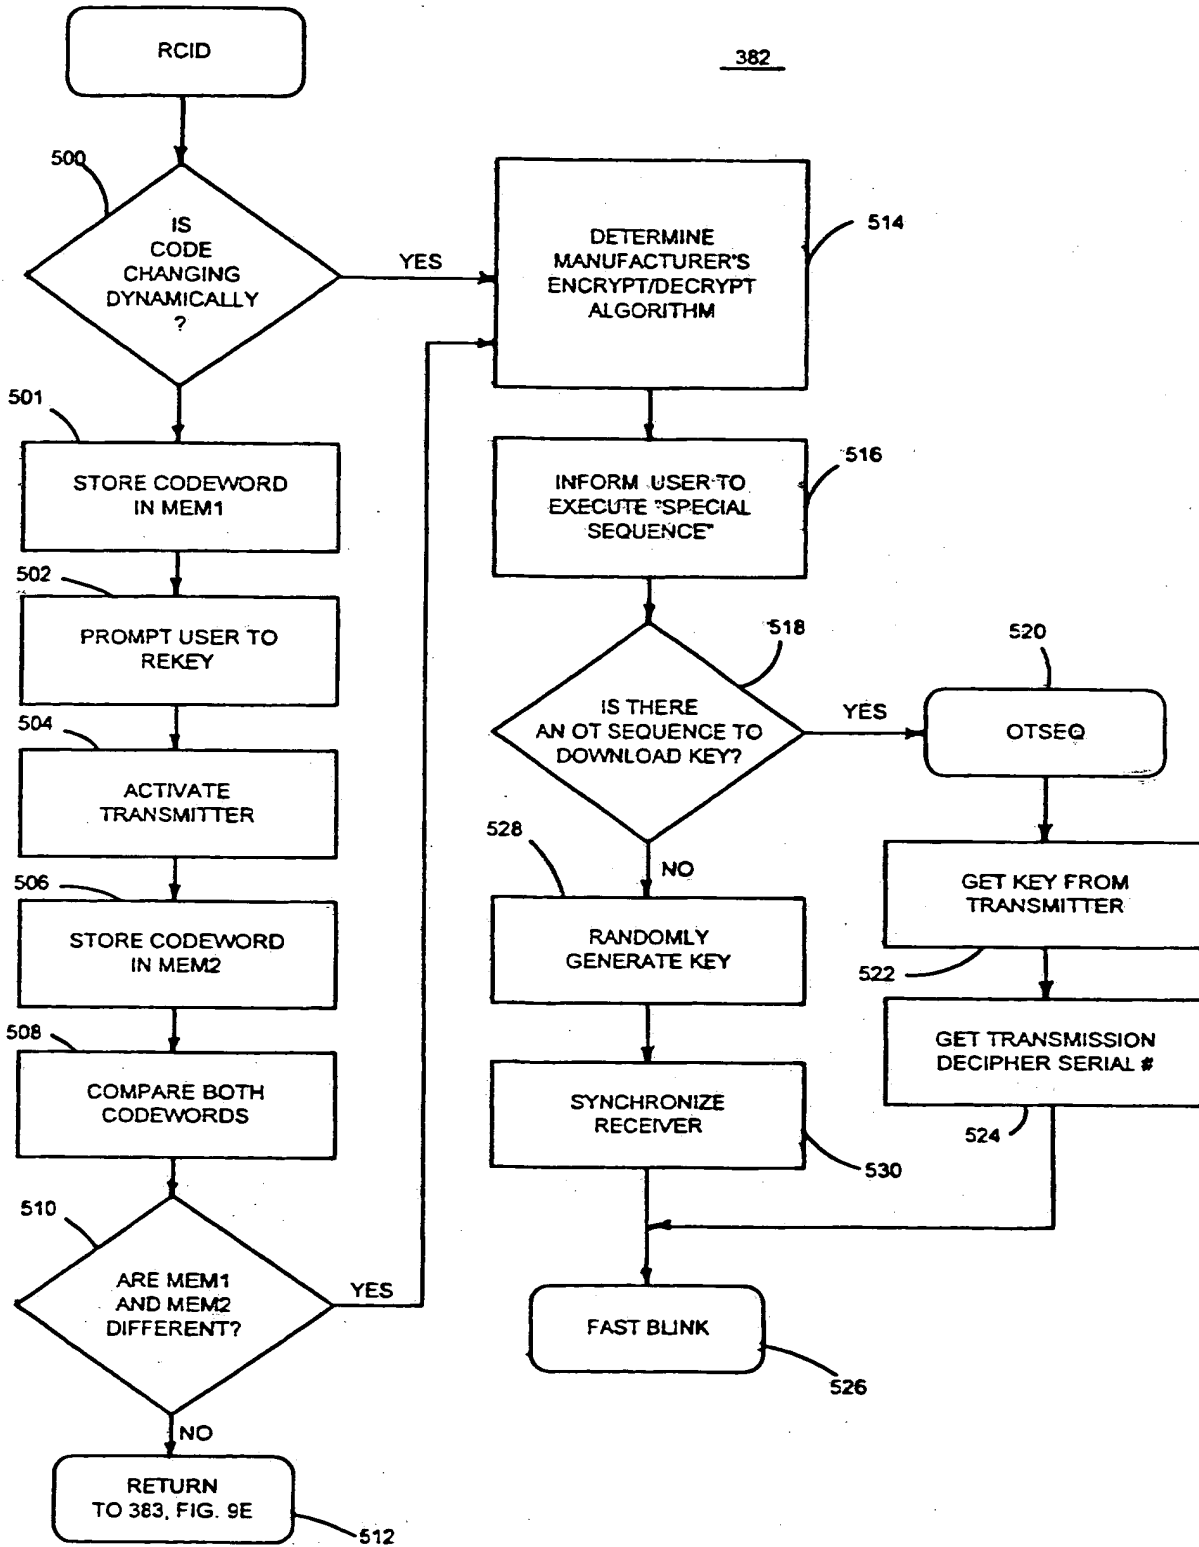 RCID
382
500
IS
CODE
CHANGING
DYNAMICALLY
?
YES
501
STORE CODEWORD
IN MEM1
502
PROMPT USER TO
REKEY
504
ACTIVATE
TRANSMITTER
506
STORE CODEWORD
IN MEM2
508
COMPARE BOTH
CODEWORDS
510
ARE MEM1
AND MEM2
DIFFERENT?
YES
NO
RETURN
TO 383, FIG. 9E
512
DETERMINE
MANUFACTURER'S
ENCRYPT/DECRYPT
ALGORITHM
514
INFORM USER TO
EXECUTE "SPECIAL
SEQUENCE"
516
IS THERE
AN OT SEQUENCE TO
DOWNLOAD KEY?
518
YES
NO
520
OTSEQ
GET KEY FROM
TRANSMITTER
522
GET TRANSMISSION
DECIPHER SERIAL #
524
528
RANDOMLY
GENERATE KEY
SYNCHRONIZE
RECEIVER
530
FAST BLINK
526